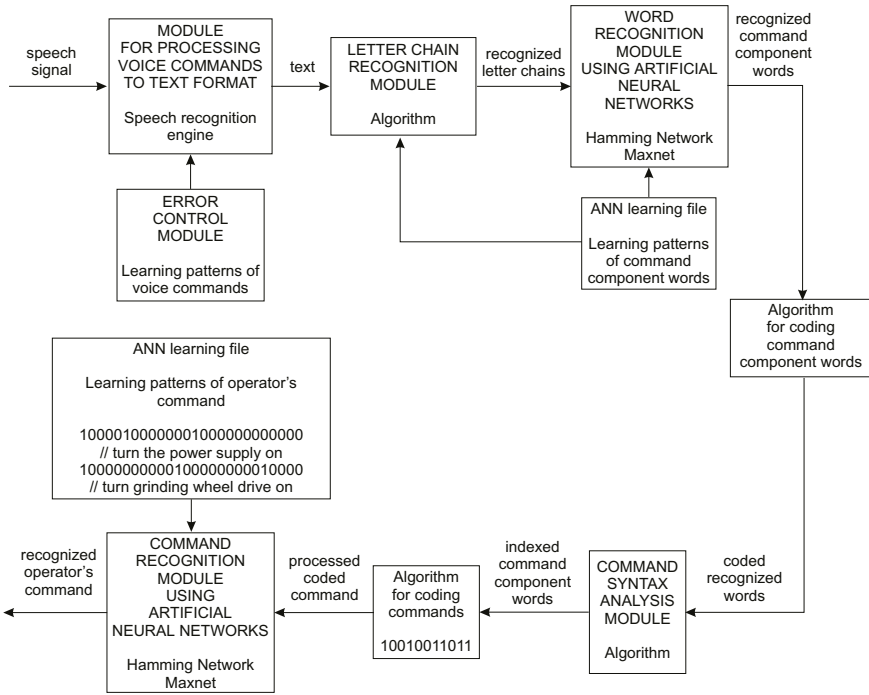 speech
signal
MODULE
FOR PROCESSING
VOICE COMMANDS
TO TEXT FORMAT
Speech recognition
engine
text
LETTER CHAIN
RECOGNITION
MODULE
Algorithm
recognized
letter chains
WORD
RECOGNITION
MODULE
USING ARTIFICIAL
NEURAL
NETWORKS
Hamming Network
Maxnet
recognized
command
component
words
ERROR
CONTROL
MODULE
Learning patterns of
voice commands
ANN learning file
Learning patterns
of command
component words
Algorithm
for coding
command
component words
ANN learning file
Learning patterns of operator's
command
10000100000001000000000000
// turn the power supply on
10000000000100000000010000
// turn grinding wheel drive on
recognized
operator's
command
COMMAND
RECOGNITION
MODULE
USING
ARTIFICIAL
NEURAL NETWORKS
Hamming Network
Maxnet
processed
coded
command
Algorithm
for coding
commands
10010011011
indexed
command
component
words
COMMAND
SYNTAX
ANALYSIS
MODULE
Algorithm
coded
recognized
words